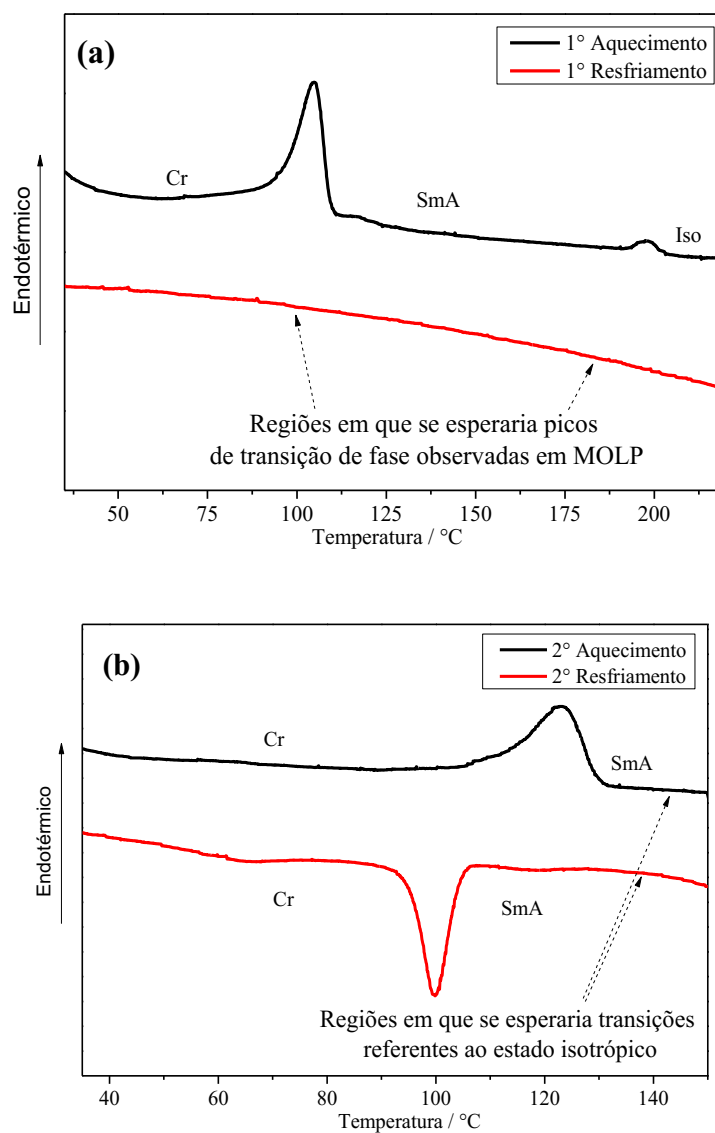 (a)
1° Aquecimento
1° Resfriamento
Cr
SmA
Iso
Endotérmico
Regiões em que se esperaria picos
de transição de fase observadas em MOLP
50 75 100 125 150 175 200
Temperatura / °C
(b)
2° Aquecimento
2° Resfriamento
Cr
SmA
Endotérmico
Cr
SmA
Regiões em que se esperaria transições
referentes ao estado isotrópico
40 60 80 100 120 140
Temperatura / °C